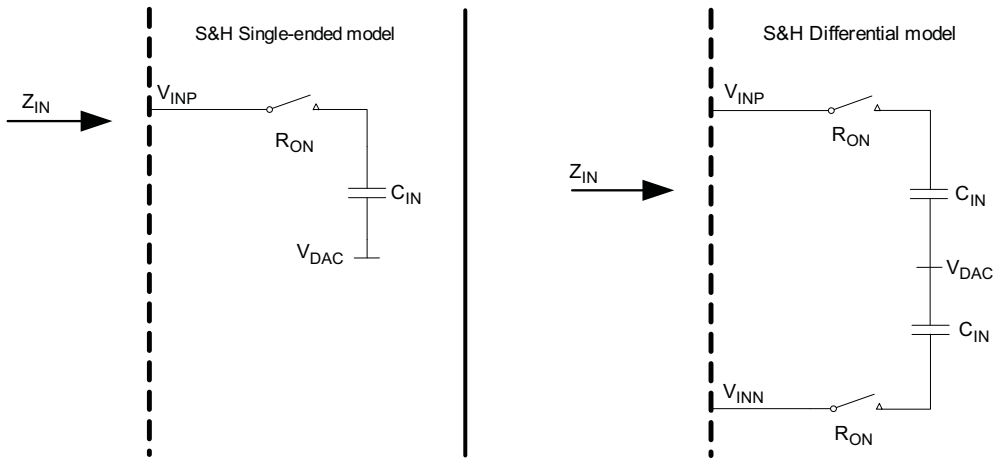 S&H Single-ended model
Z_IN
V_INP
R_ON
C_IN
V_DAC
S&H Differential model
V_INP
R_ON
Z_IN
C_IN
V_DAC
C_IN
V_INN
R_ON